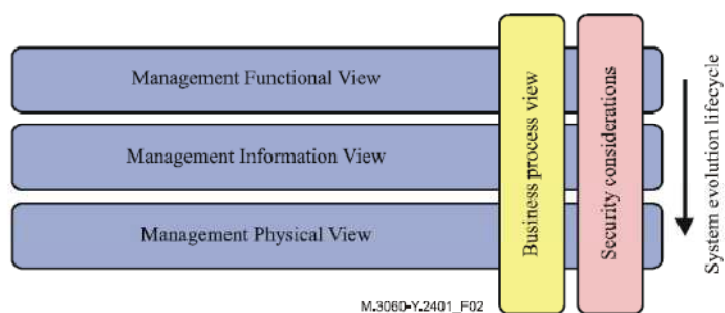 Management Functional View
Management Information View
Management Physical View
Business process view
Security considerations
System evolution lifecycle
M.3060-Y.2401_F02